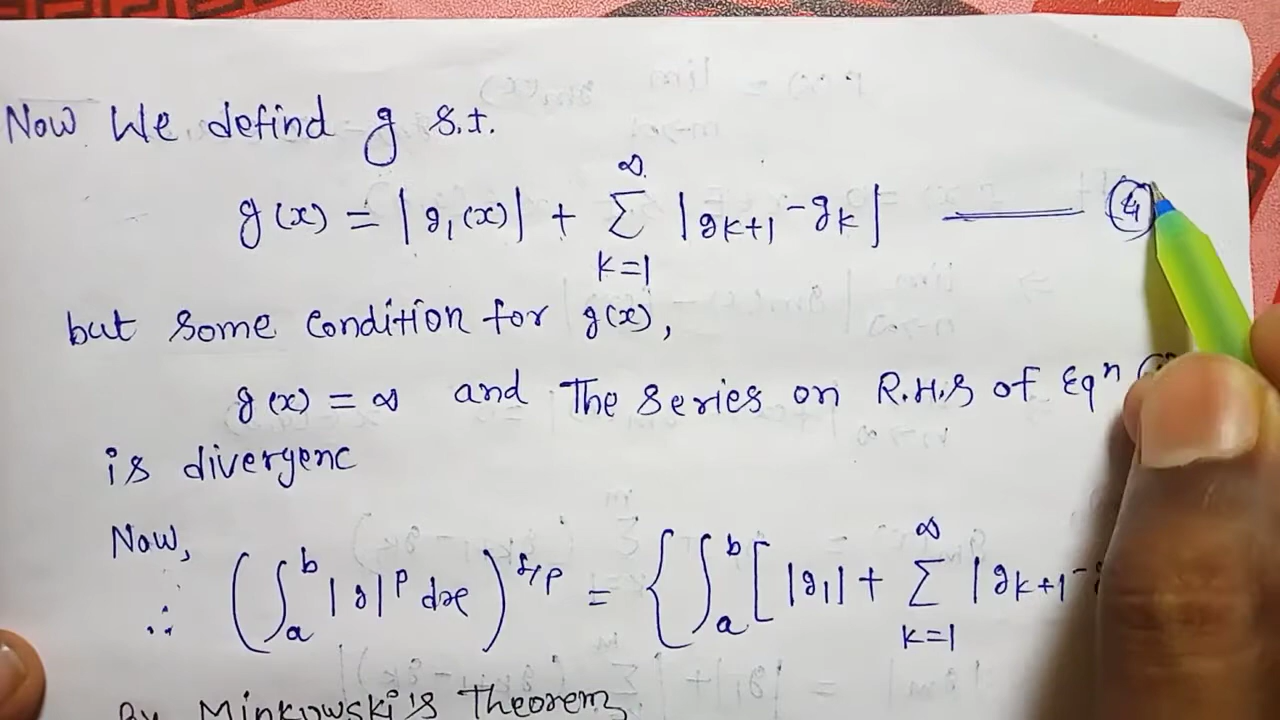 Now We defind g s.t.
g(x) = |g₁(x)| + ∑_{k=1}^{∞} |g_{k+1} - g_k| ——— ④
but some condition for g(x),
g(x) = ∞ and The series on R.H.S of Eqⁿ
is divergenc
Now,
∴ (∫_a^b |g|^p dx)^{1/p} = { ∫_a^b [ |g₁| + ∑_{k=1}^{∞} |g_{k+1} -
By Minkowski's Theorem